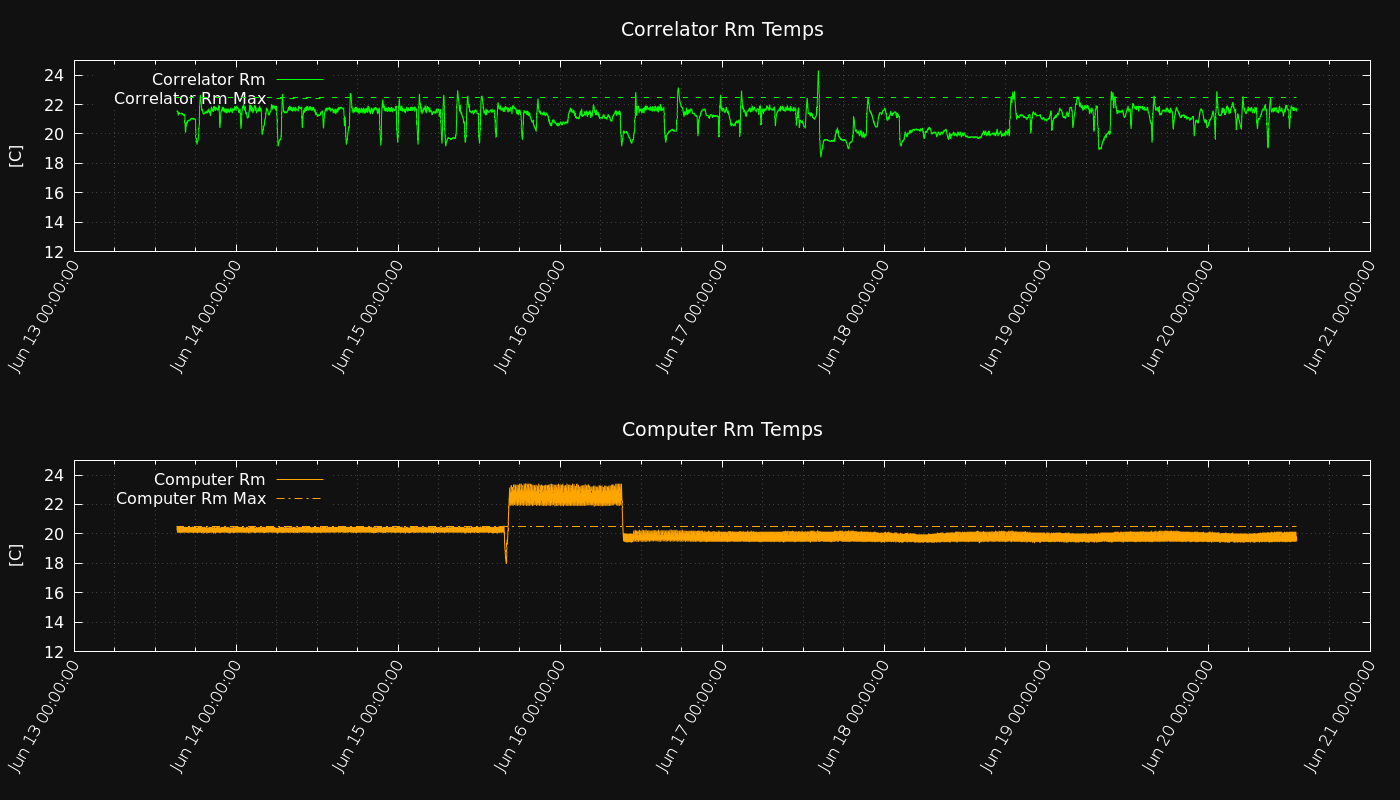 Correlator Rm Temps
24
22
20
18
16
14
12
[C]
Correlator Rm
Correlator Rm Max
Jun 13 00:00:00
Jun 14 00:00:00
Jun 15 00:00:00
Jun 16 00:00:00
Jun 17 00:00:00
Jun 18 00:00:00
Jun 19 00:00:00
Jun 20 00:00:00
Jun 21 00:00:00
Computer Rm Temps
24
22
20
18
16
14
12
[C]
Computer Rm
Computer Rm Max
Jun 13 00:00:00
Jun 14 00:00:00
Jun 15 00:00:00
Jun 16 00:00:00
Jun 17 00:00:00
Jun 18 00:00:00
Jun 19 00:00:00
Jun 20 00:00:00
Jun 21 00:00:00